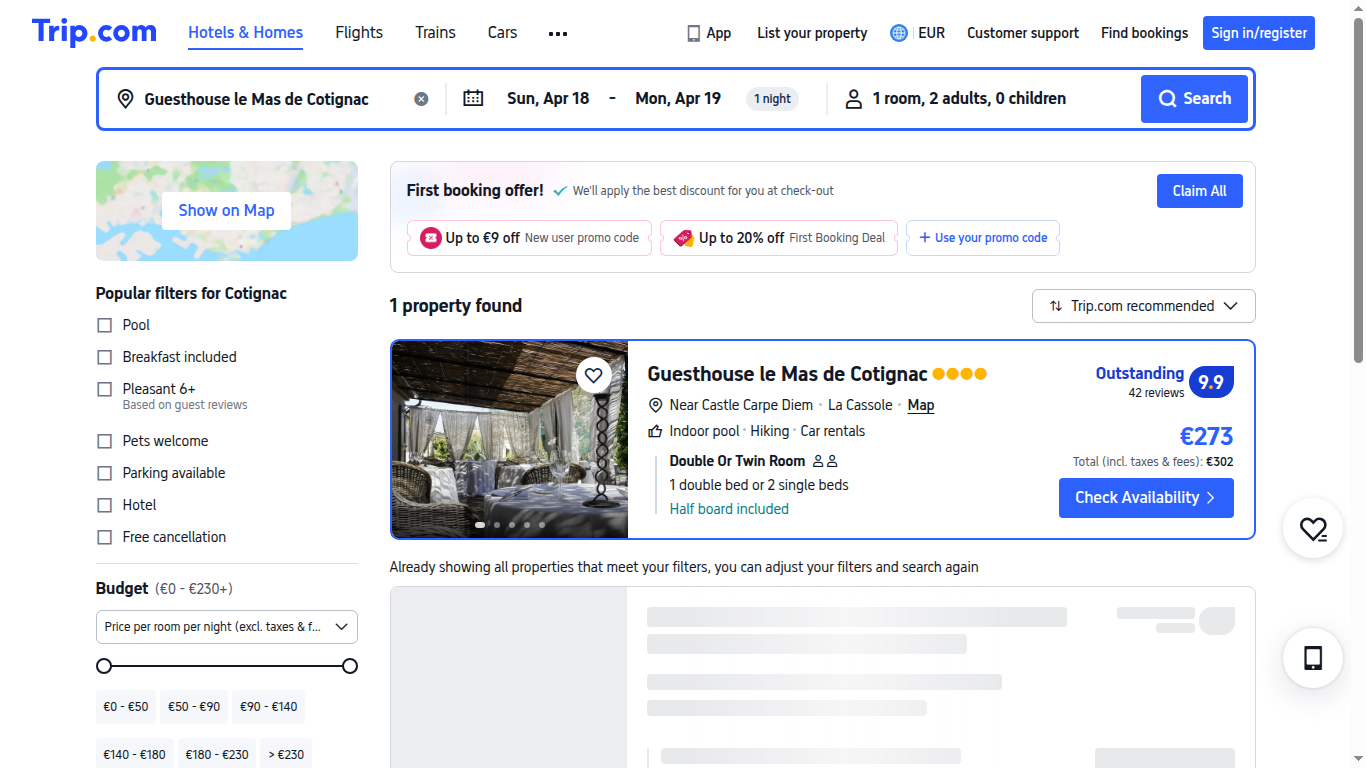 Trip.com
Hotels & Homes
Flights
Trains
Cars
App
List your property
EUR
Customer support
Find bookings
Sign in/register
Guesthouse le Mas de Cotignac
Sun, Apr 18 - Mon, Apr 19
1 night
1 room, 2 adults, 0 children
Search
Show on Map
First booking offer!
We'll apply the best discount for you at check-out
Claim All
Up to €9 off New user promo code
Up to 20% off First Booking Deal
+ Use your promo code
Popular filters for Cotignac
Pool
Breakfast included
Pleasant 6+
Based on guest reviews
Pets welcome
Parking available
Hotel
Free cancellation
Budget (€0 - €230+)
Price per room per night (excl. taxes & f...
€0 - €50
€50 - €90
€90 - €140
€140 - €180
€180 - €230
> €230
1 property found
Trip.com recommended
Guesthouse le Mas de Cotignac
Near Castle Carpe Diem · La Cassole · Map
Indoor pool · Hiking · Car rentals
Double Or Twin Room
1 double bed or 2 single beds
Half board included
Outstanding
42 reviews
9.9
€273
Total (incl. taxes & fees): €302
Check Availability
Already showing all properties that meet your filters, you can adjust your filters and search again